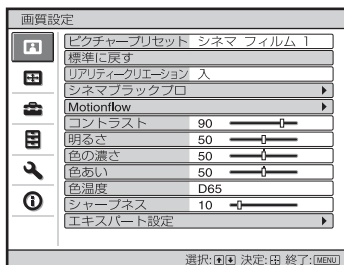 画質設定
ピクチャープリセット シネマ フィルム 1
標準に戻す
リアリティークリエーション 入
シネマブラックプロ
Motionflow
コントラスト 90
明るさ 50
色の濃さ 50
色あい 50
色温度 D65
シャープネス 10
エキスパート設定
選択: 決定: 終了: MENU